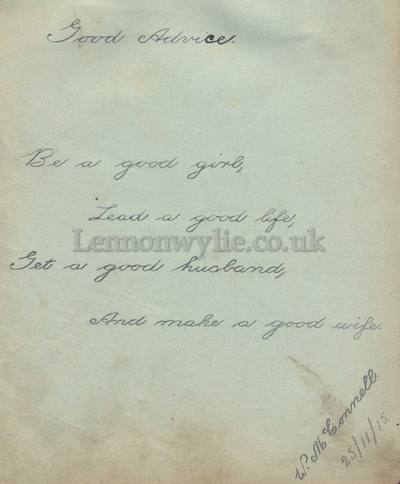 Good Advice.
Be a good girl,
Lead a good life,
Lennonwylie.co.uk
Get a good husband,
And make a good wife.
W. McConnell.
25/11/15